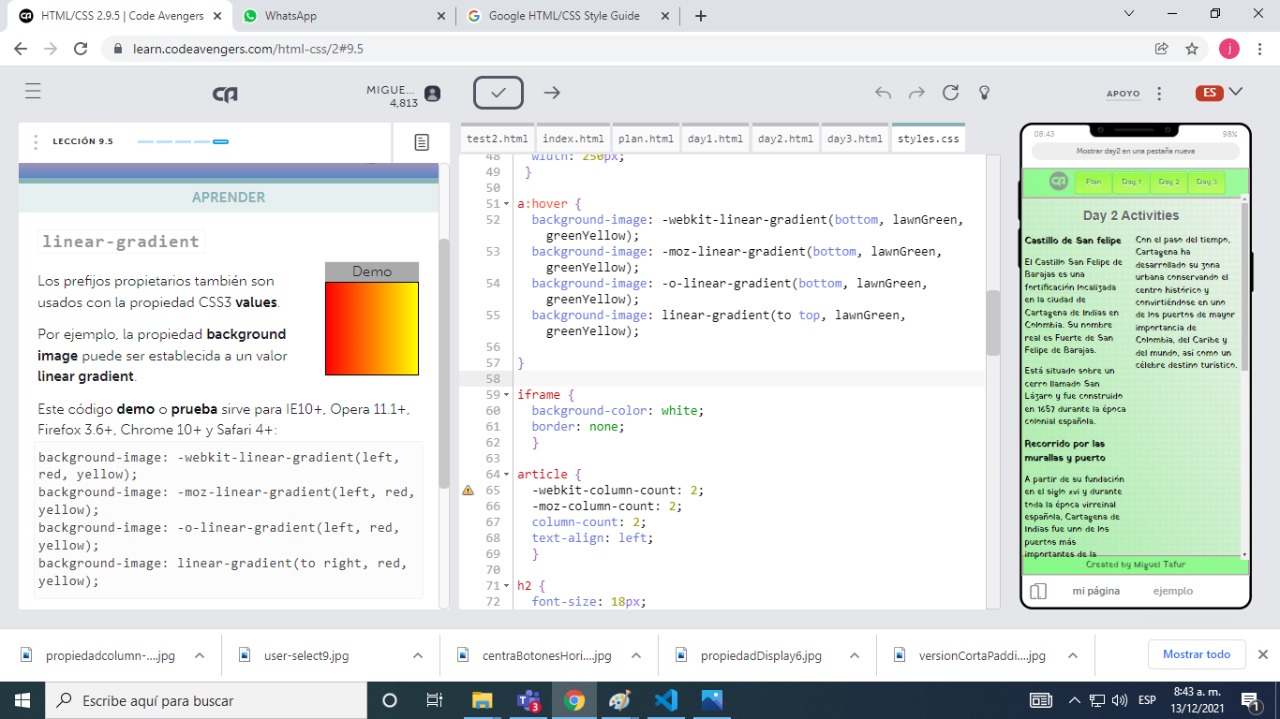 HTML/CSS 2.9.5 | Code Avengers
WhatsApp
Google HTML/CSS Style Guide
learn.codeavengers.com/html-css/2#9.5
j
MIGUE...
4,813
APOYO
ES
LECCIÓN 9.5
APRENDER
linear-gradient
Los prefijos propietarios también son
usados con la propiedad CSS3 values.
Por ejemplo, la propiedad background
image puede ser establecida a un valor
linear gradient.
Demo
Este código demo o prueba sirve para IE10+, Opera 11.1+,
Firefox 3.6+, Chrome 10+ y Safari 4+:
background-image: -webkit-linear-gradient(left,
red, yellow);
background-image: -moz-linear-gradient(left, red,
yellow);
background-image: -o-linear-gradient(left, red,
yellow);
background-image: linear-gradient(to right, red,
yellow);
test2.html
index.html
plan.html
day1.html
day2.html
day3.html
styles.css
48 width: 250px;
49 }
50
51 a:hover {
52 background-image: -webkit-linear-gradient(bottom, lawnGreen,
greenYellow);
53 background-image: -moz-linear-gradient(bottom, lawnGreen,
greenYellow);
54 background-image: -o-linear-gradient(bottom, lawnGreen,
greenYellow);
55 background-image: linear-gradient(to top, lawnGreen,
greenYellow);
56
57 }
58
59 iframe {
60 background-color: white;
61 border: none;
62 }
63
64 article {
65 -webkit-column-count: 2;
66 -moz-column-count: 2;
67 column-count: 2;
68 text-align: left;
69 }
70
71 h2 {
72 font-size: 18px;
08:43
98%
Mostrar day2 en una pestaña nueva
Plan
Day 1
Day 2
Day 3
Day 2 Activities
Castillo de San felipe
El Castillo San Felipe de
Barajas es una
fortificación localizada
en la ciudad de
Cartagena de Indias en
Colombia. Su nombre
real es Fuerte de San
Felipe de Barajas.
Está situado sobre un
cerro llamado San
Lázaro y fue construido
en 1657 durante la época
colonial española.
Recorrido por las
murallas y puerto
A partir de su fundación
en el siglo xvi y durante
toda la época virreinal
española, Cartagena de
Indias fue uno de los
puertos más
importantes de la
Con el paso del tiempo,
Cartagena ha
desarrollado su zona
urbana conservando el
centro histórico y
convirtiéndose en uno
de los puertos de mayor
importancia de
Colombia, del Caribe y
del mundo, así como un
célebre destino turístico.
Created by Miguel Tafur
mi página
ejemplo
propiedadcolumn-....jpg
user-select9.jpg
centraBotonesHori....jpg
propiedadDisplay6.jpg
versionCortaPaddi....jpg
Mostrar todo
Escribe aquí para buscar
3
ESP
8:43 a. m.
13/12/2021
1